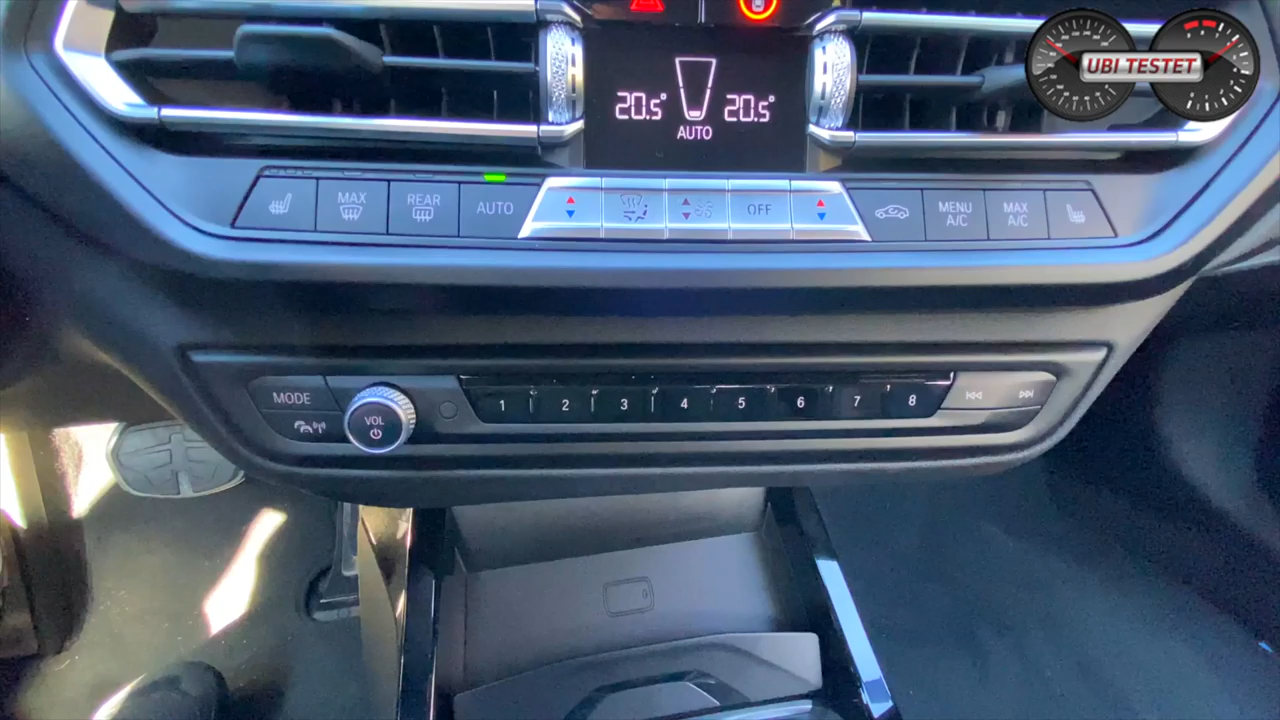 UBI TESTET
20.5° 20.5°
AUTO
MAX
REAR
AUTO
OFF
MENU
A/C
MAX
A/C
MODE
VOL
1 2 3 4 5 6 7 8